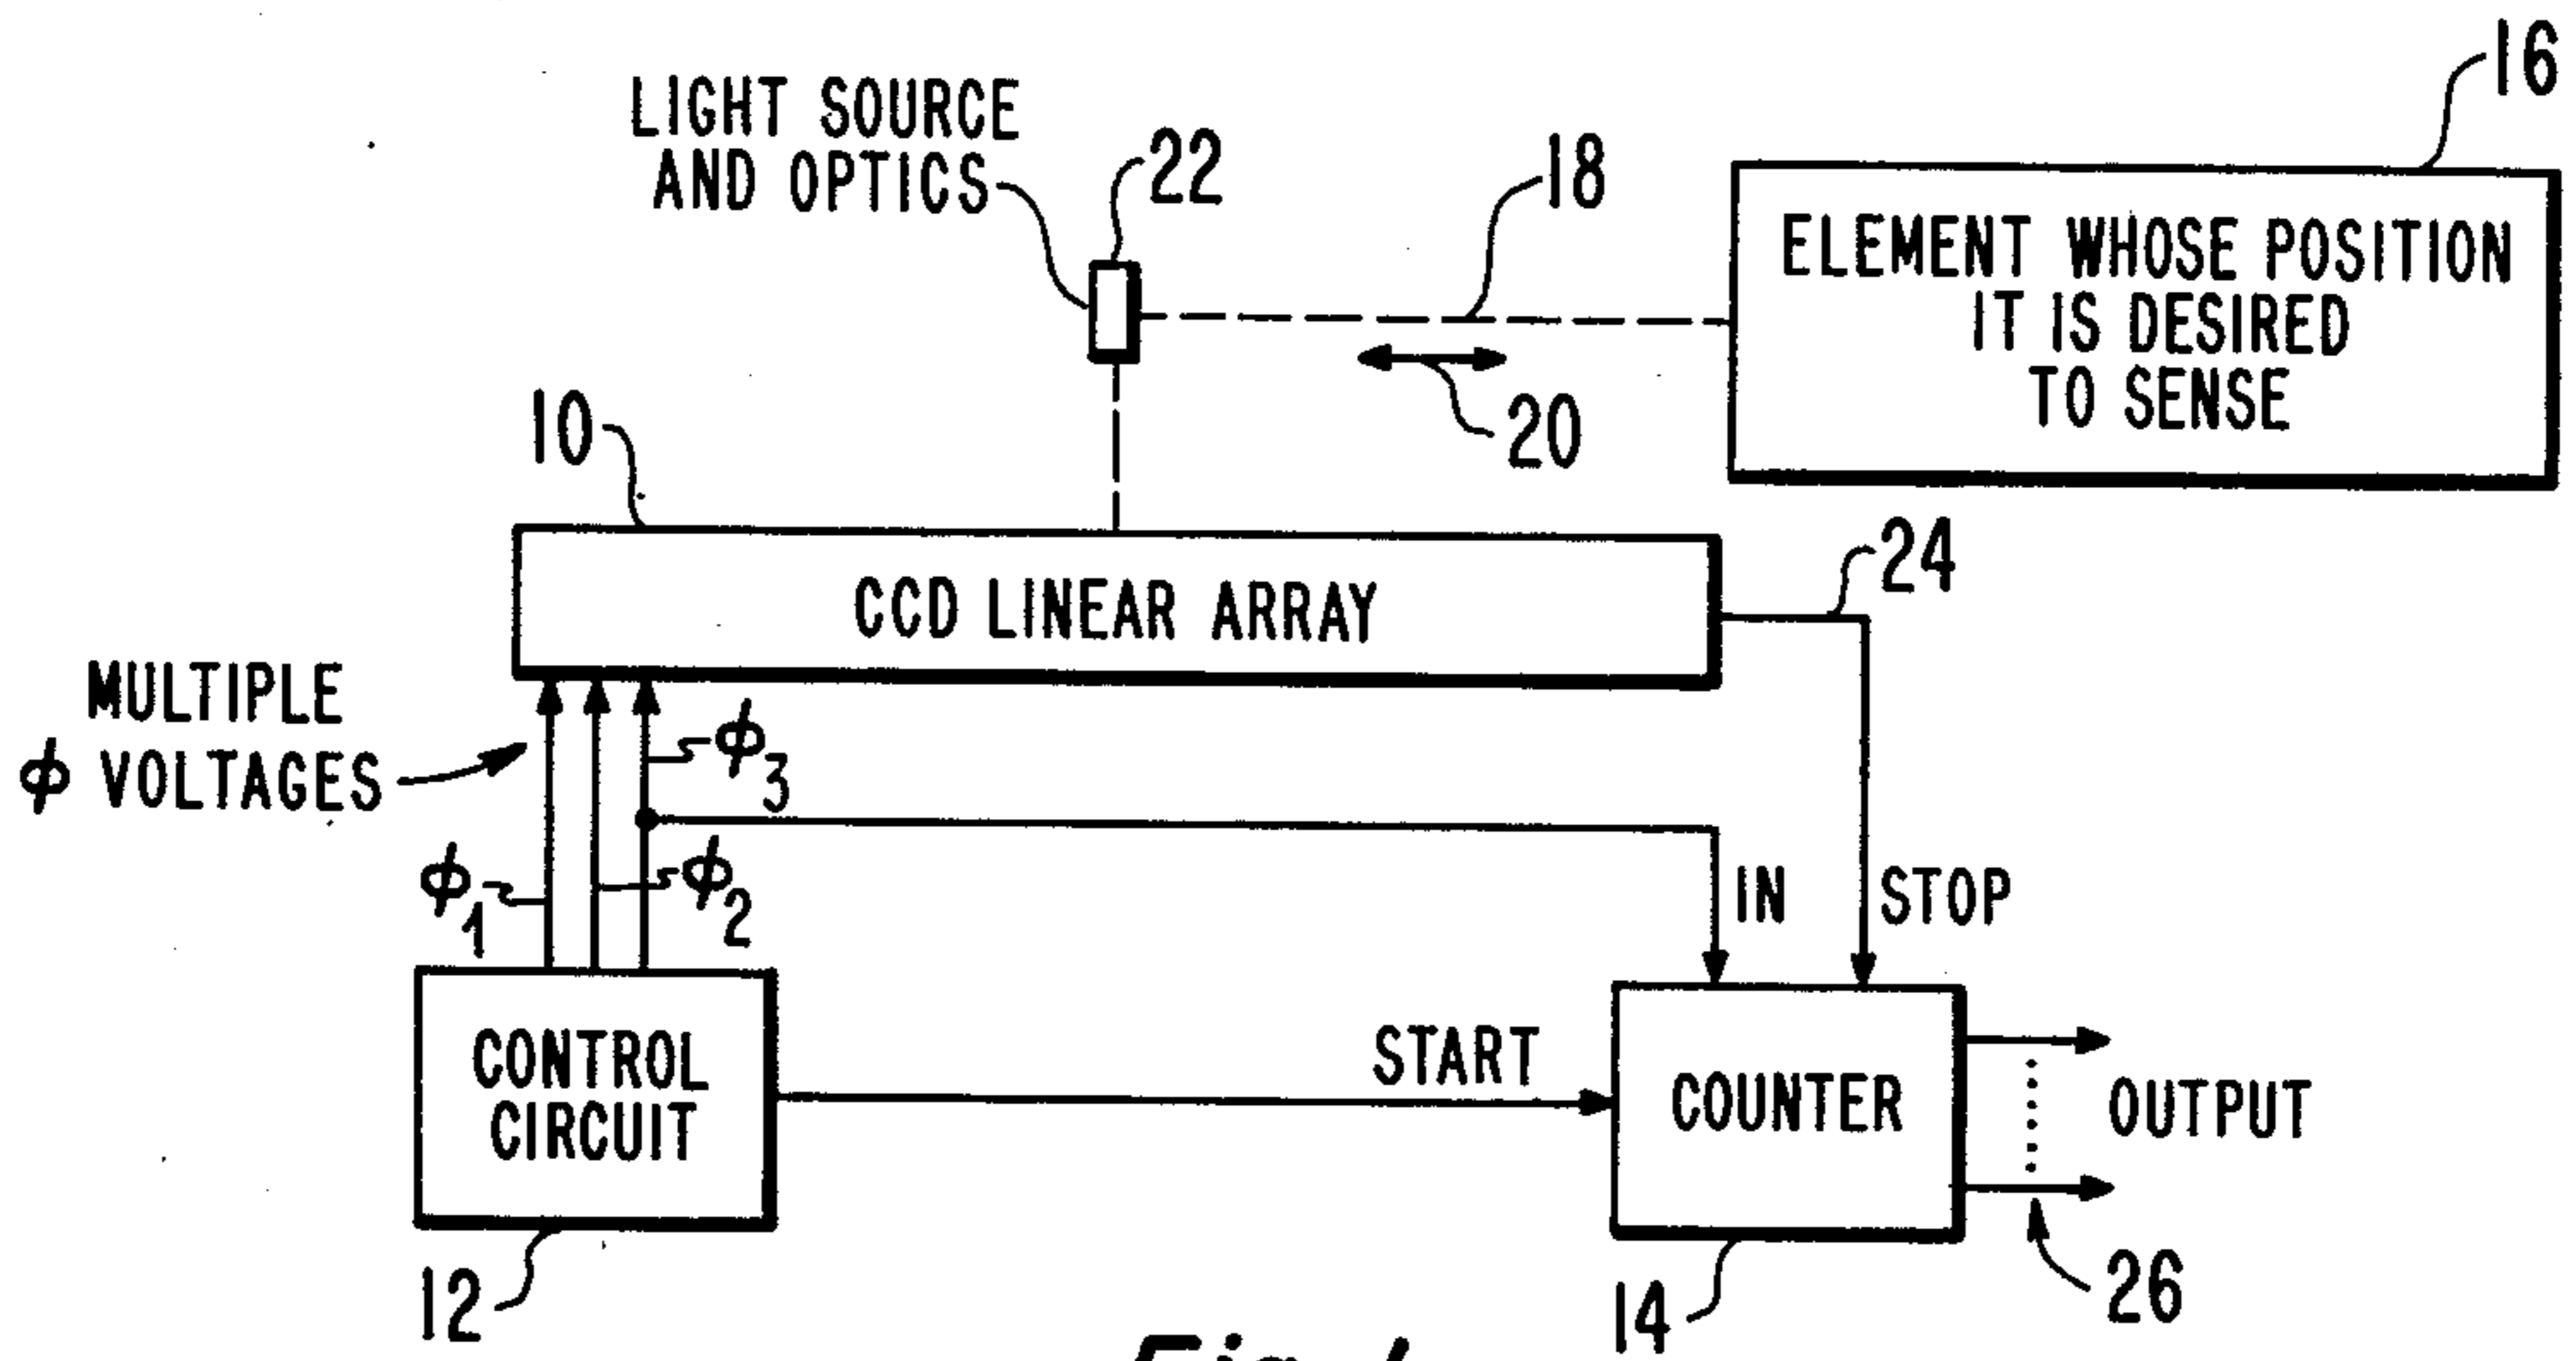 16
LIGHT SOURCE
AND OPTICS
22
18
ELEMENT WHOSE POSITION
IT IS DESIRED
TO SENSE
20
10
CCD LINEAR ARRAY
24
MULTIPLE
ϕ VOLTAGES
ϕ3
ϕ1
ϕ2
IN
STOP
CONTROL
CIRCUIT
START
COUNTER
OUTPUT
12
14
26